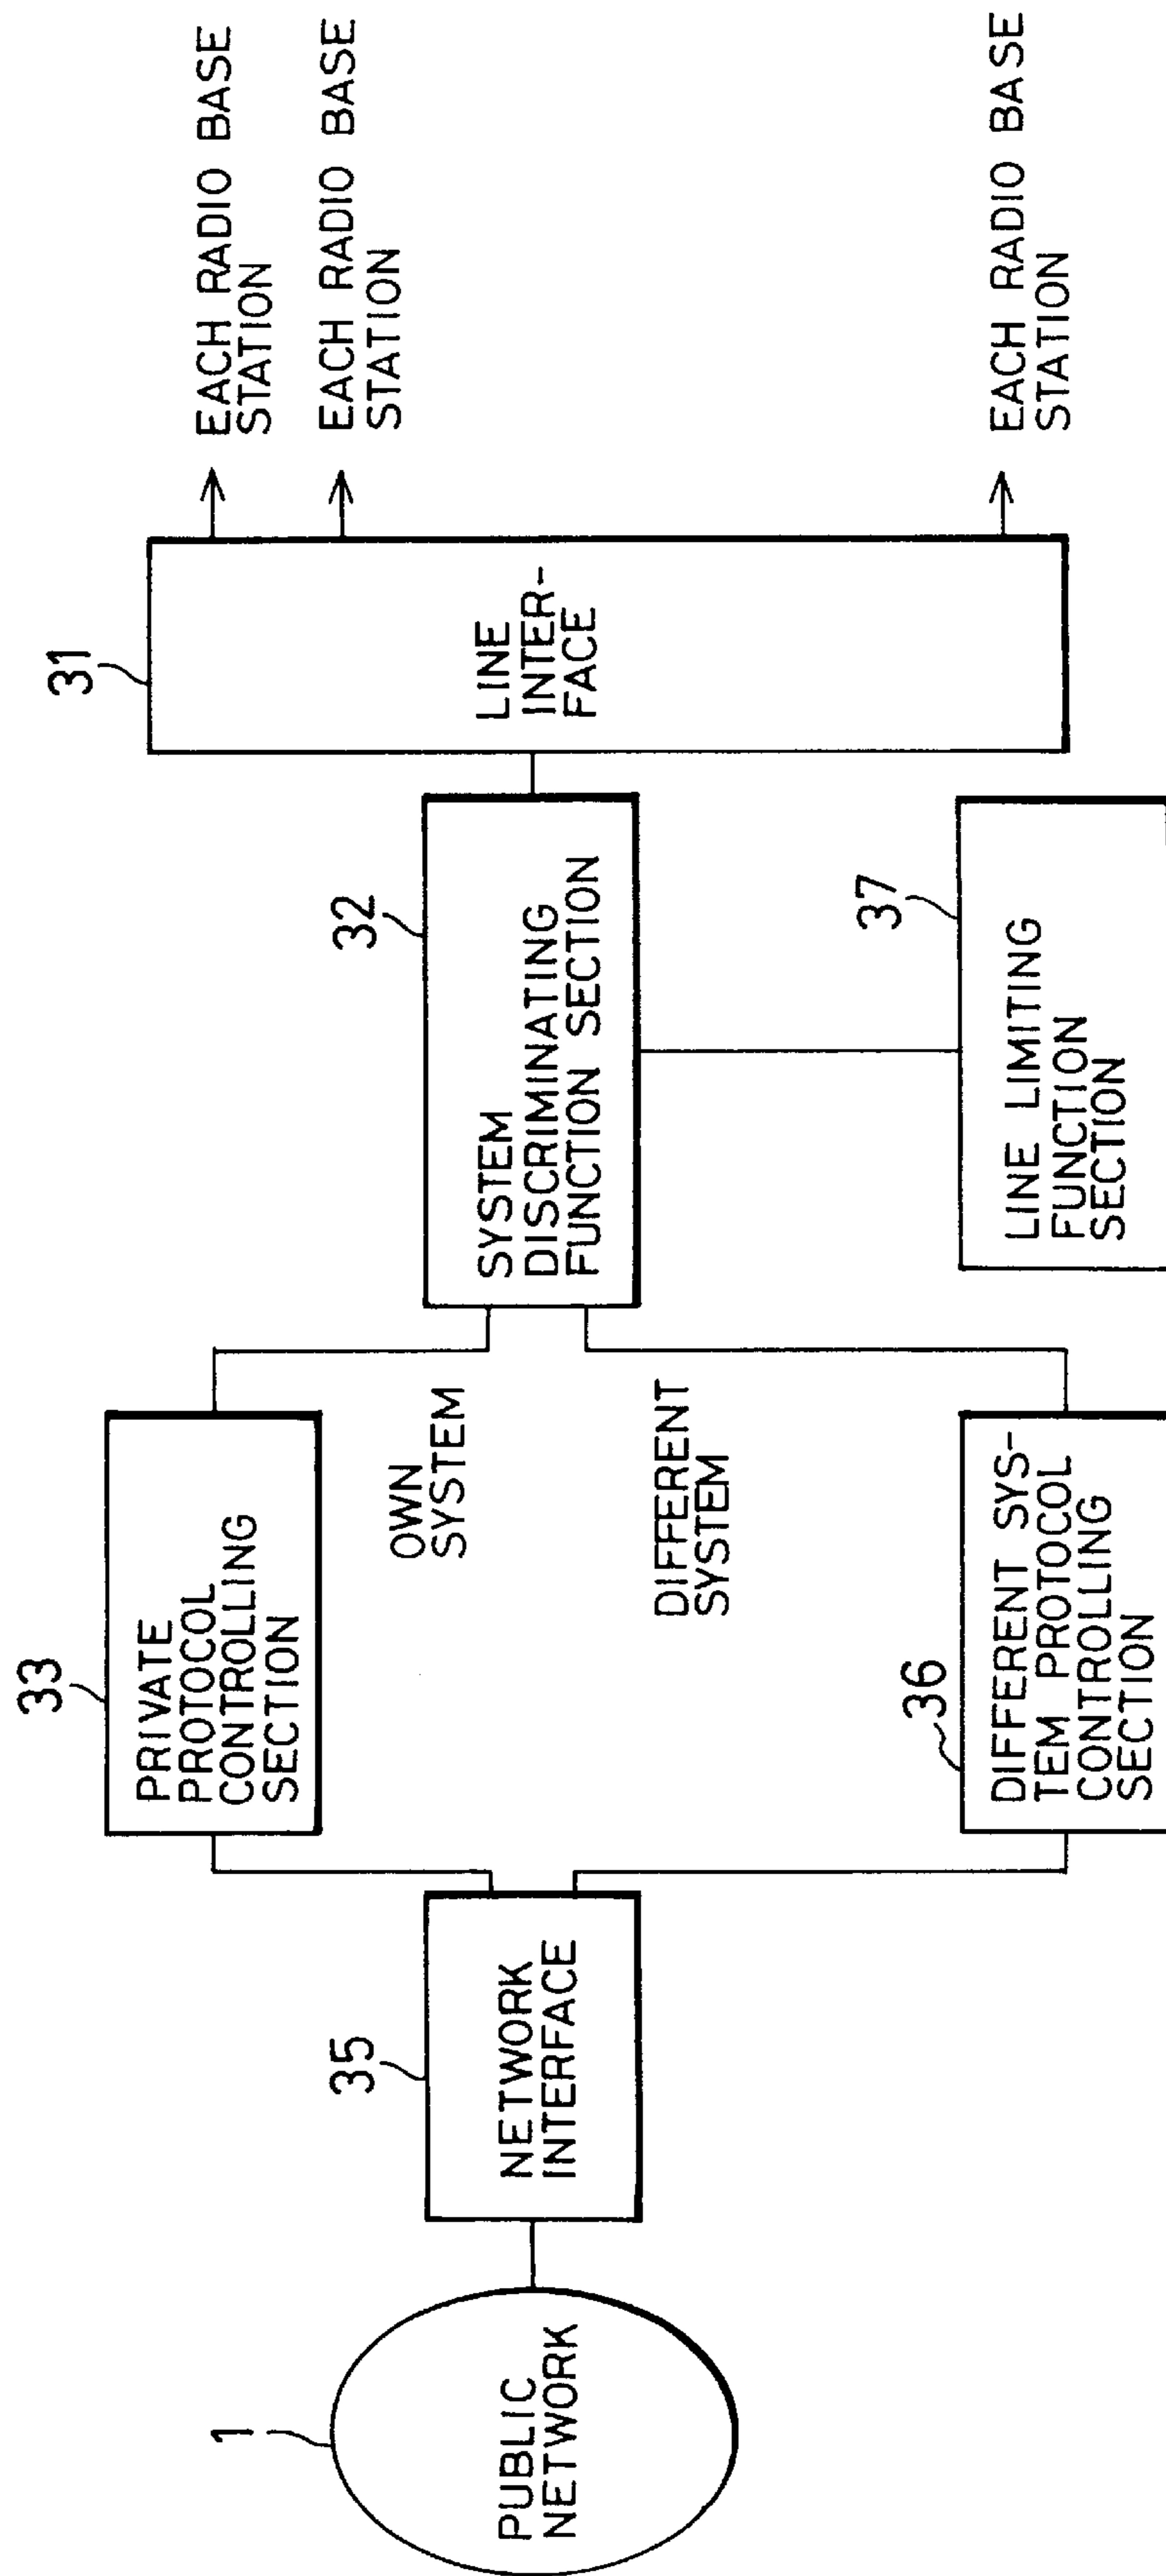 1
PUBLIC
NETWORK
35
NETWORK
INTERFACE
33
PRIVATE
PROTOCOL
CONTROLLING
SECTION
OWN
SYSTEM
DIFFERENT
SYSTEM
36
DIFFERENT SYS-
TEM PROTOCOL
CONTROLLING
SECTION
32
SYSTEM
DISCRIMINATING
FUNCTION SECTION
37
LINE LIMITING
FUNCTION
SECTION
31
LINE
INTER-
FACE
EACH RADIO BASE
STATION
EACH RADIO BASE
STATION
EACH RADIO BASE
STATION